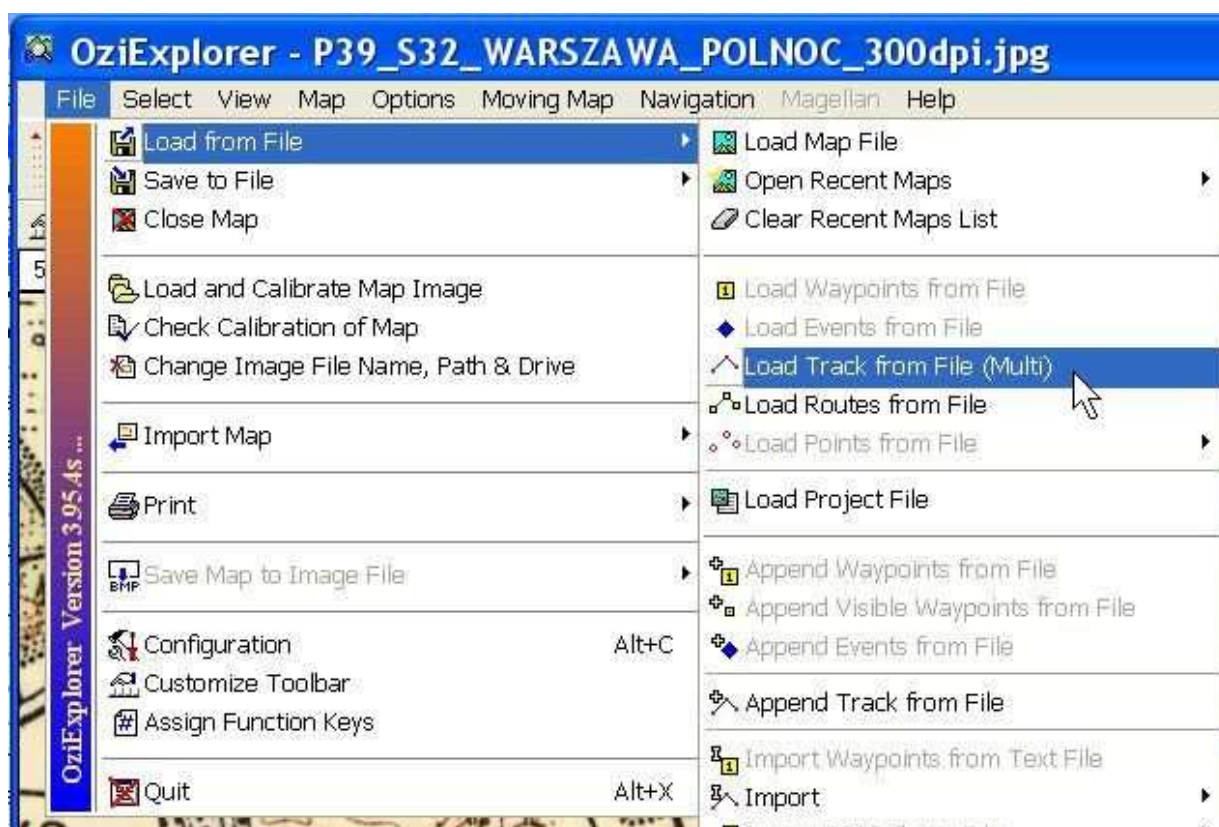 OziExplorer - P39_S32_WARSZAWA_POLNOC_300dpi.jpg
File Select View Map Options Moving Map Navigation Magellan Help
Load from File
Save to File
Close Map
Load and Calibrate Map Image
Check Calibration of Map
Change Image File Name, Path & Drive
Import Map
Print
BMP Save Map to Image File
Configuration Alt+C
Customize Toolbar
# Assign Function Keys
Quit Alt+X
OziExplorer Version 3.95.4s ...
5
Load Map File
Open Recent Maps
Clear Recent Maps List
1 Load Waypoints from File
Load Events from File
Load Track from File (Multi)
Load Routes from File
Load Points from File
Load Project File
1 Append Waypoints from File
Append Visible Waypoints from File
Append Events from File
Append Track from File
1 Import Waypoints from Text File
Import